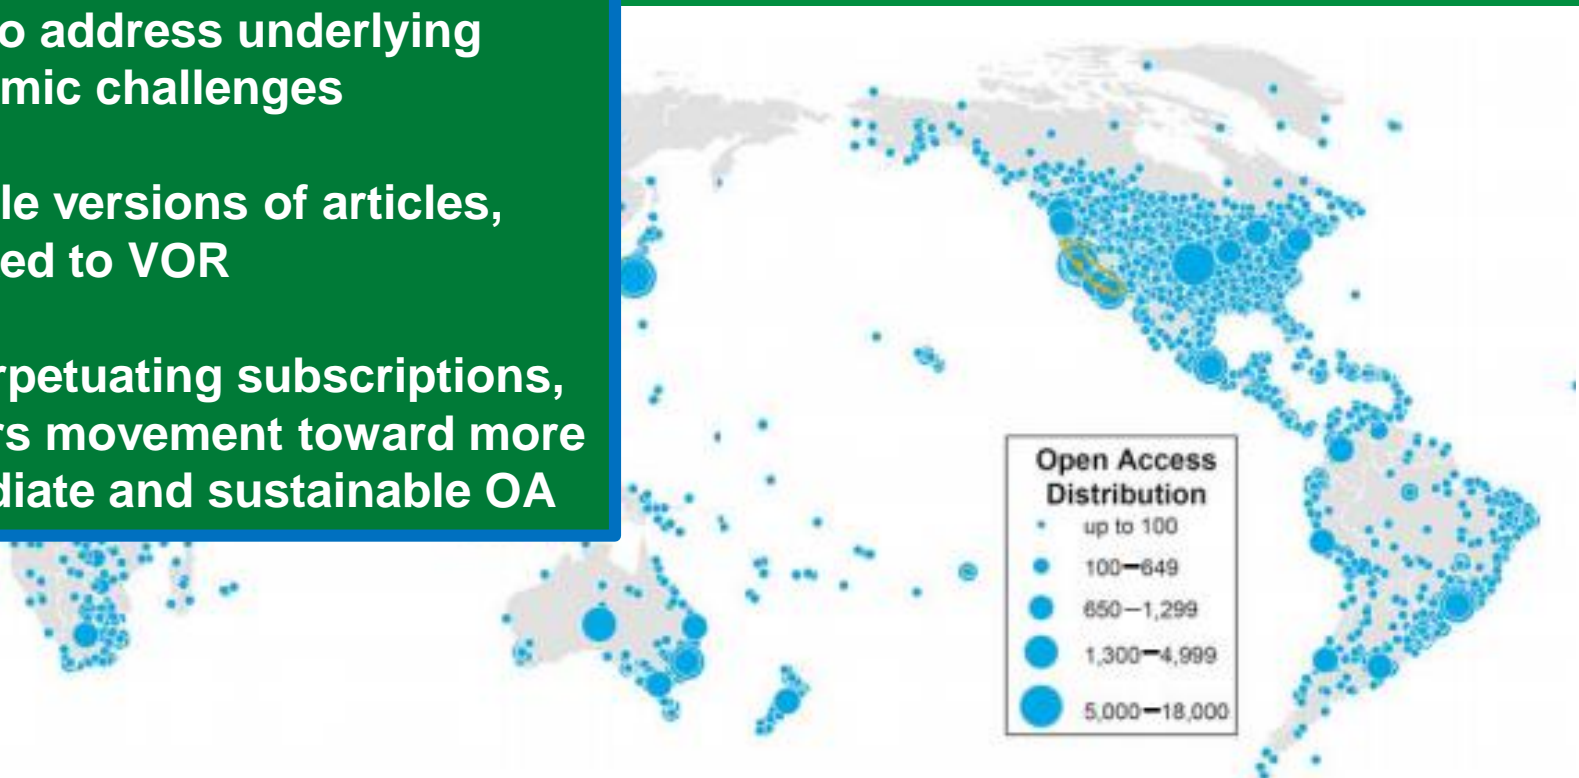 o address underlying
mic challenges
le versions of articles,
ed to VOR
rpetuating subscriptions,
rs movement toward more
diate and sustainable OA
Open Access
Distribution
up to 100
100–649
650–1,299
1,300–4,999
5,000–18,000